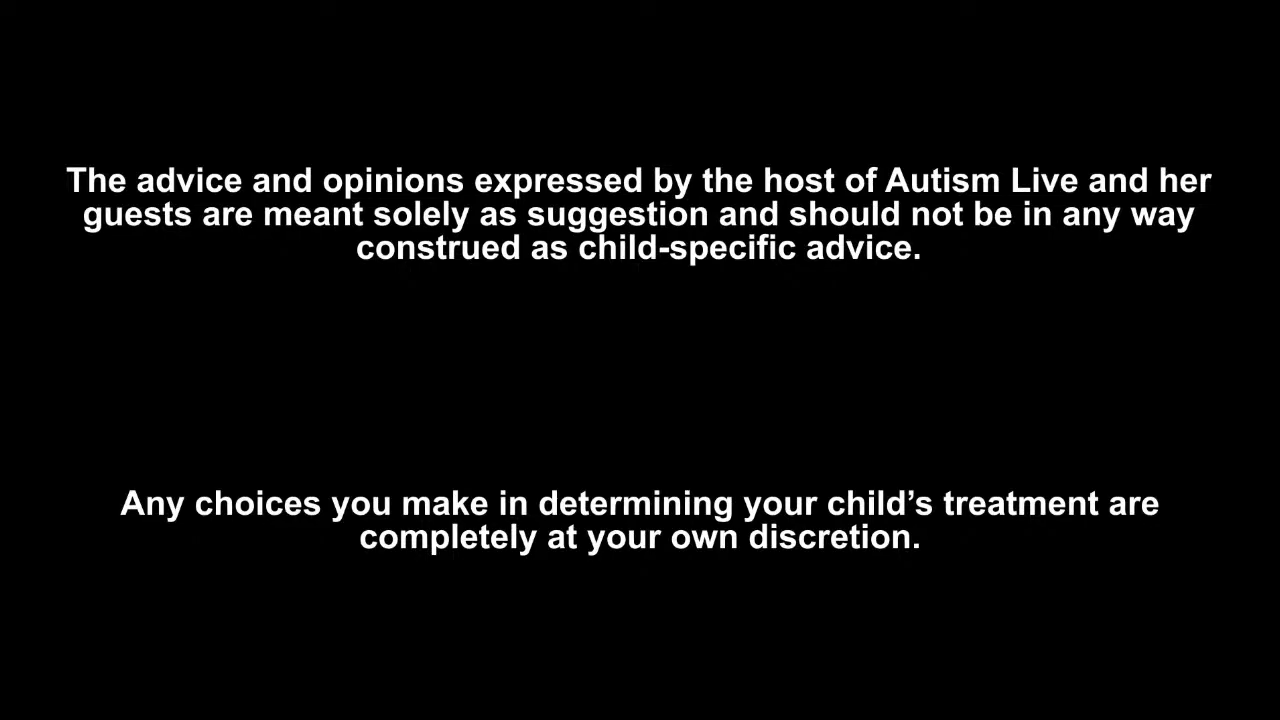 The advice and opinions expressed by the host of Autism Live and her
guests are meant solely as suggestion and should not be in any way
construed as child-specific advice.
Any choices you make in determining your child’s treatment are
completely at your own discretion.